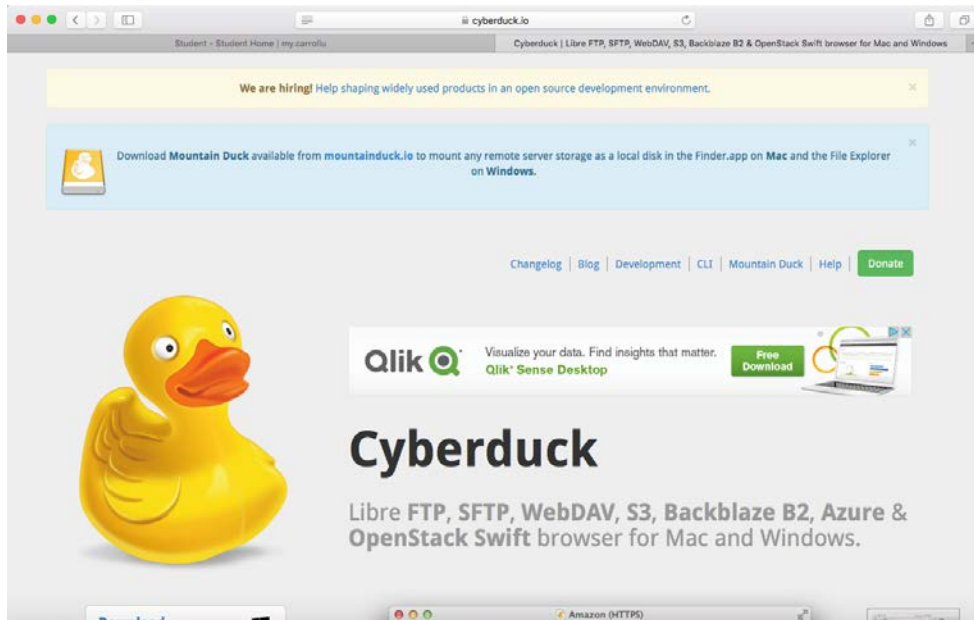 cyberduck.io
Student - Student Home | my.carrollu
Cyberduck | Libre FTP, SFTP, WebDAV, S3, Backblaze B2 & OpenStack Swift browser for Mac and Windows
We are hiring! Help shaping widely used products in an open source development environment.
Download Mountain Duck available from mountainduck.io to mount any remote server storage as a local disk in the Finder.app on Mac and the File Explorer
on Windows.
Changelog | Blog | Development | CLI | Mountain Duck | Help | Donate
Qlik Q
Visualize your data. Find insights that matter.
Qlik® Sense Desktop
Free
Download
Cyberduck
Libre FTP, SFTP, WebDAV, S3, Backblaze B2, Azure &
OpenStack Swift browser for Mac and Windows.
Download
Amazon (HTTPS)